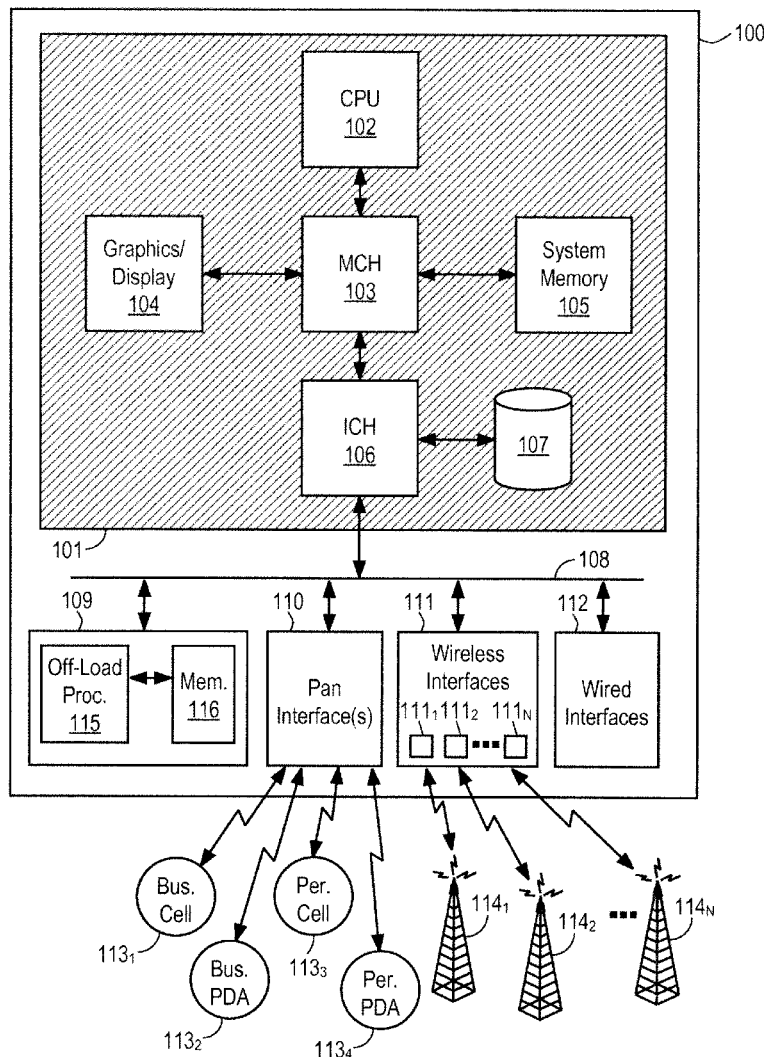 100
CPU
102
Graphics/
Display
104
MCH
103
System
Memory
105
ICH
106
107
101
108
109
110
111
112
Off-Load
Proc.
115
Mem.
116
Pan
Interface(s)
Wireless
Interfaces
111₁ 111₂ 111ₙ
Wired
Interfaces
Bus.
Cell
113₁
Bus.
PDA
113₂
Per.
Cell
113₃
Per.
PDA
113₄
114₁
114₂
114ₙ